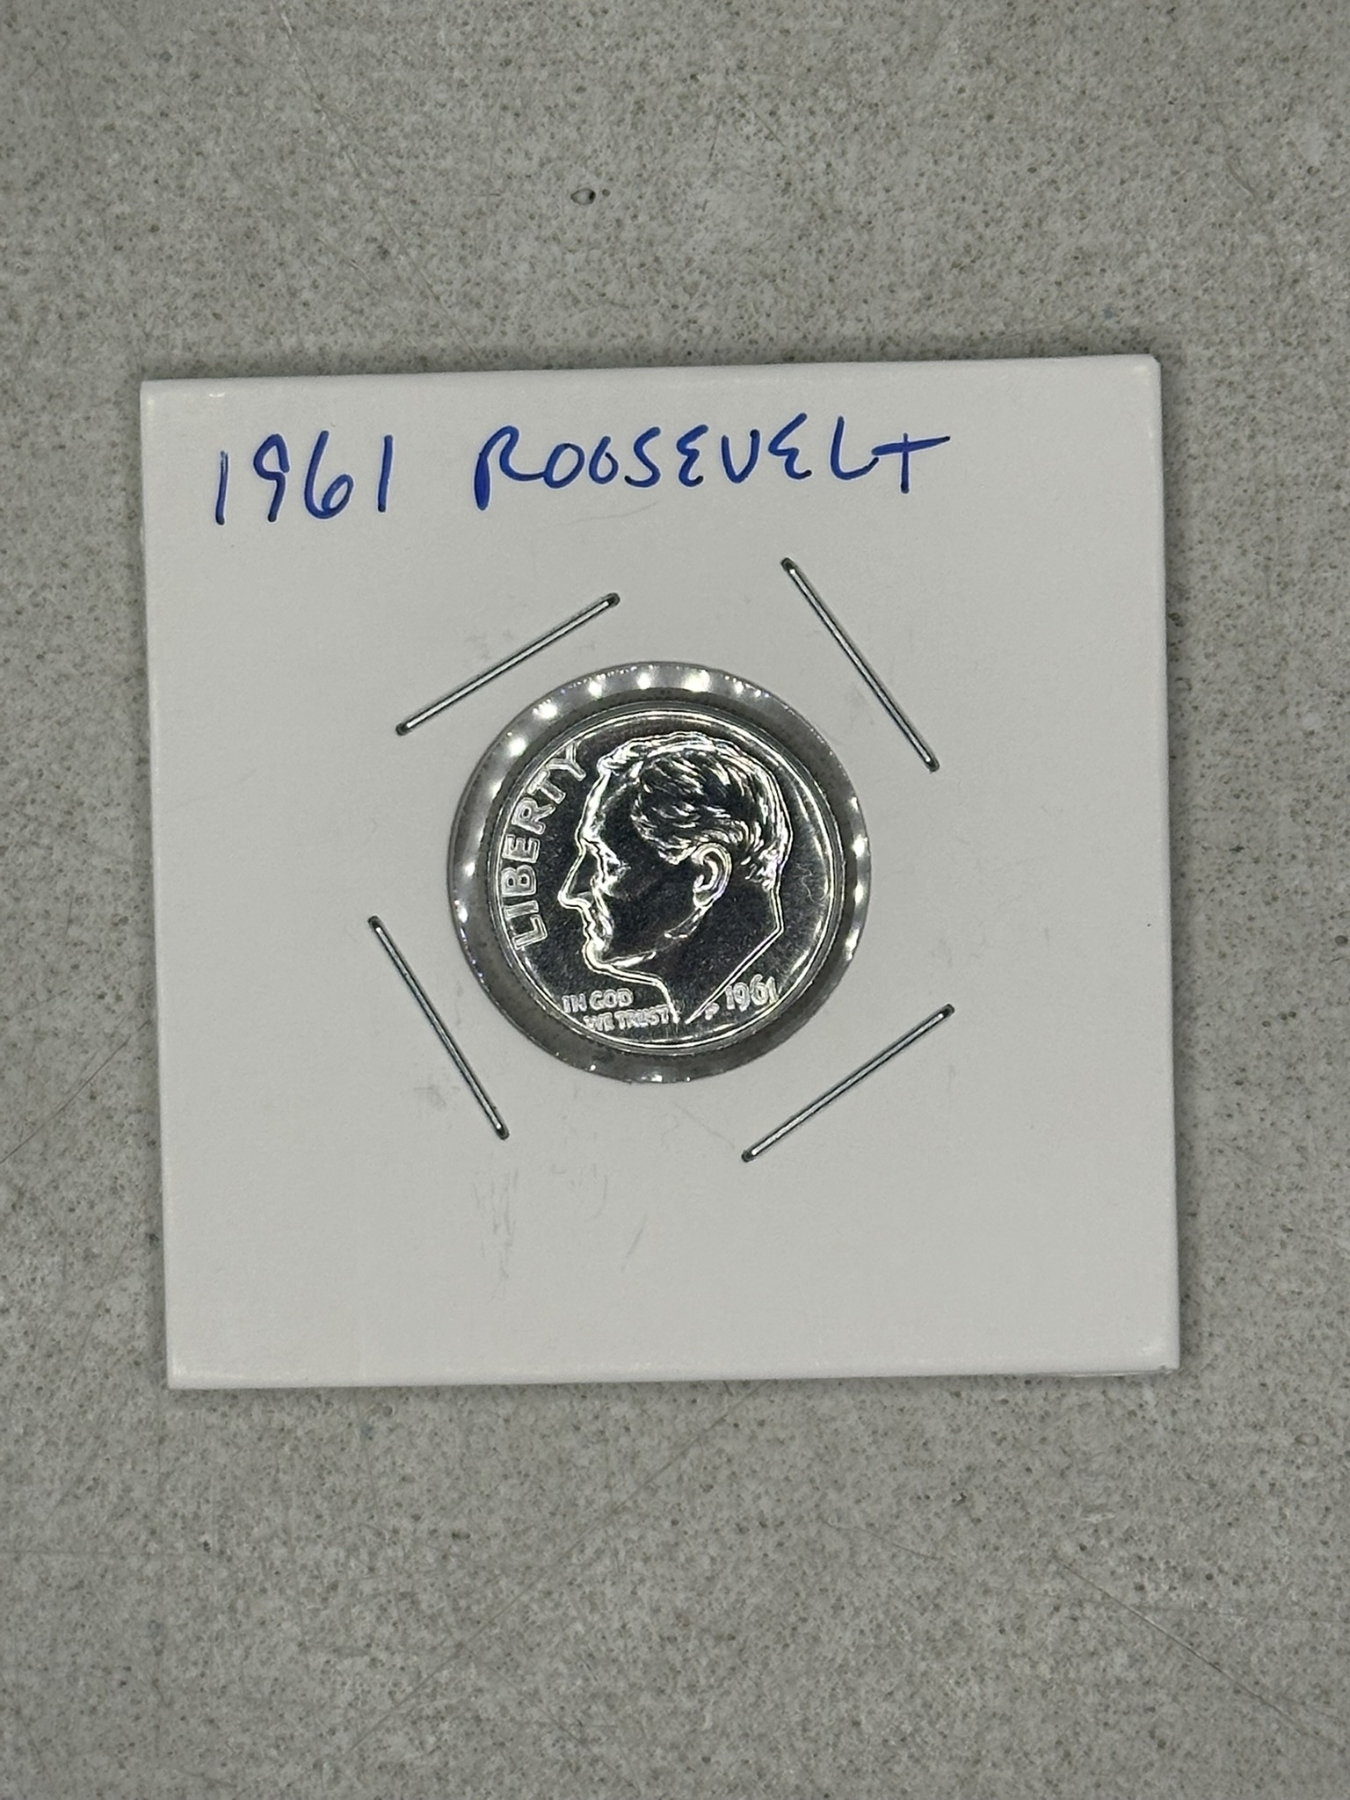 1961 ROOSEVELT
LIBERTY
IN GOD
WE TRUST
1961